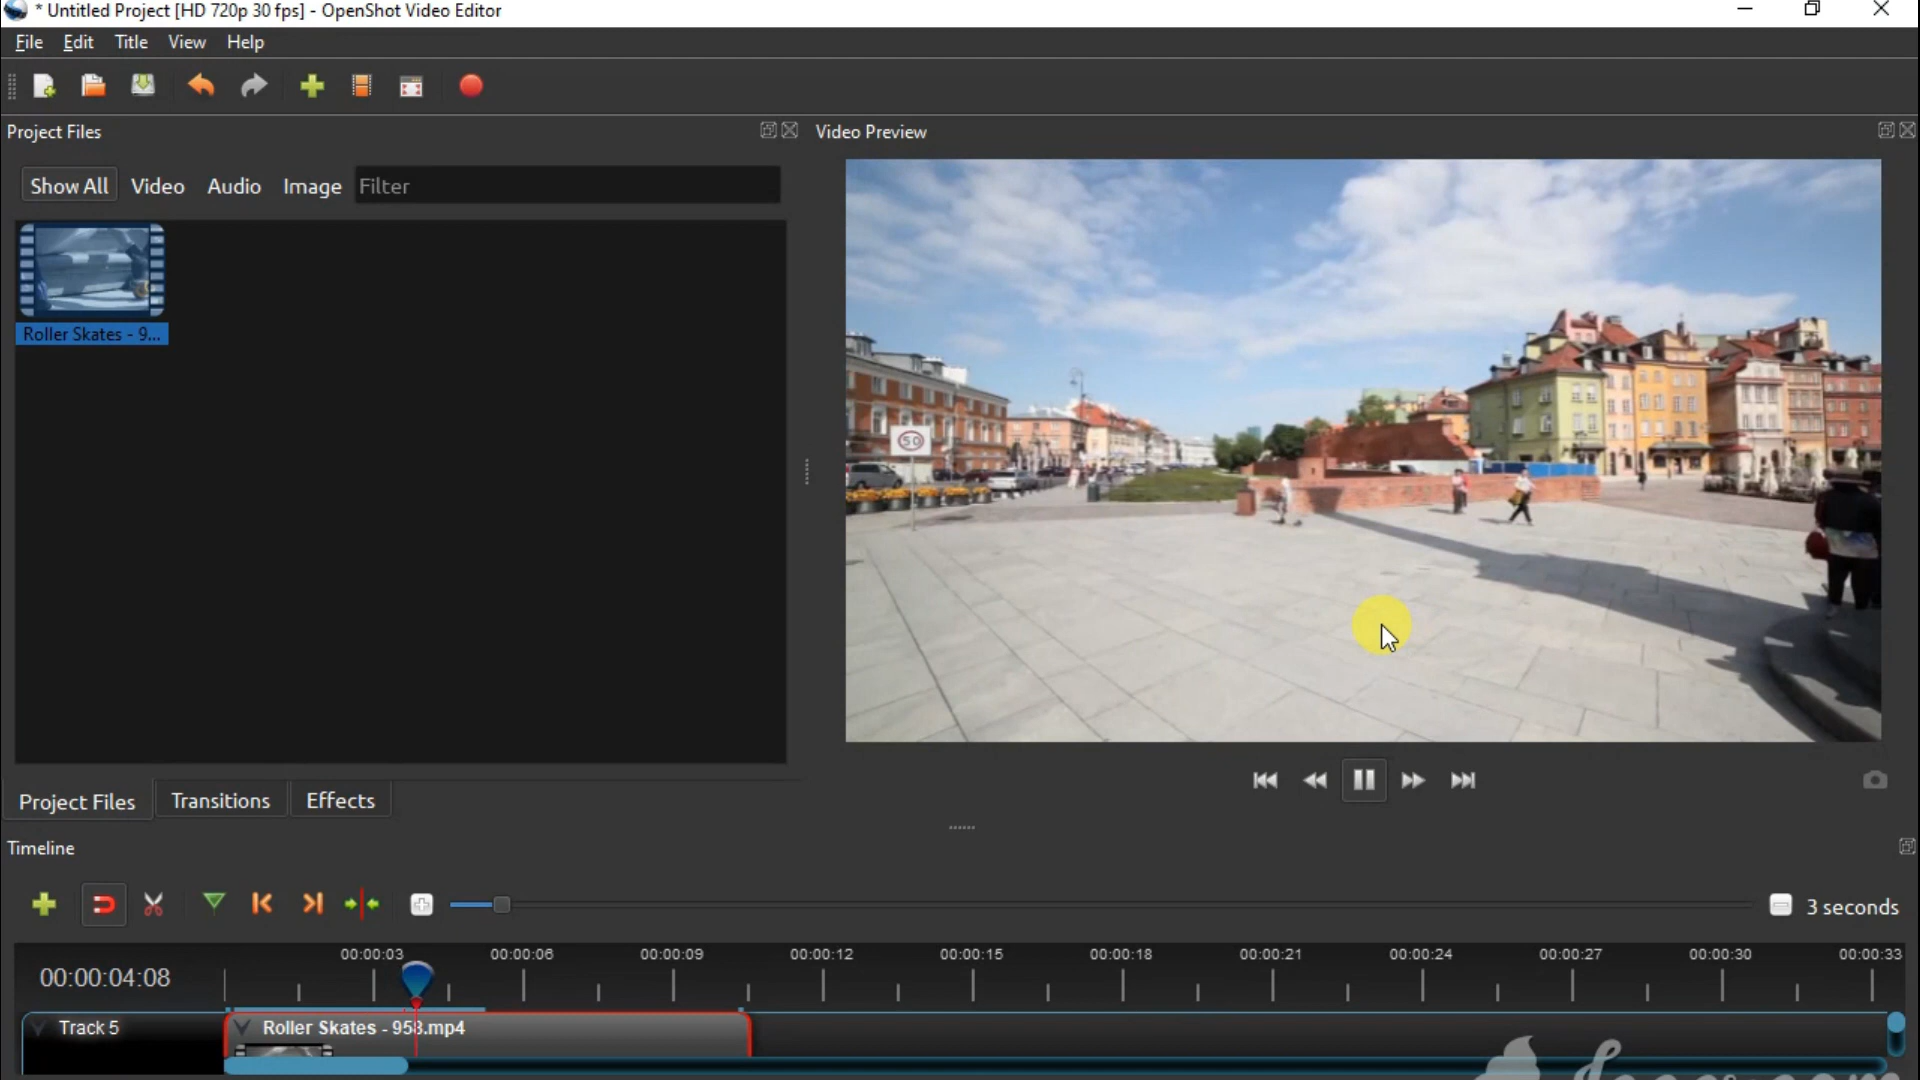 * Untitled Project [HD 720p 30 fps] - OpenShot Video Editor
File Edit Title View Help
Project Files
Video Preview
Show All Video Audio Image Filter
50
Roller Skates - 9...
Project Files Transitions Effects
Timeline
3 seconds
00:00:04:08
00:00:03 00:00:06 00:00:09 00:00:12 00:00:15 00:00:18 00:00:21 00:00:24 00:00:27 00:00:30 00:00:33
Track 5
Roller Skates - 958.mp4